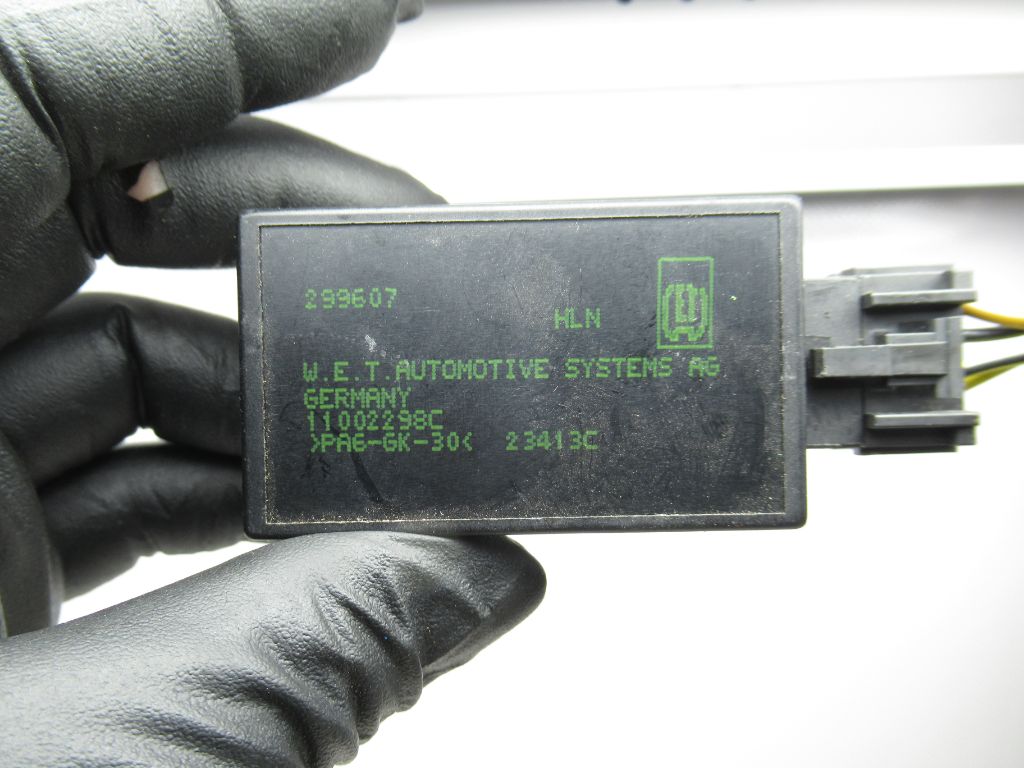 299607
HLN
W.E.T.AUTOMOTIVE SYSTEMS AG
GERMANY
11002298C
>PA6-GK-30< 23413C